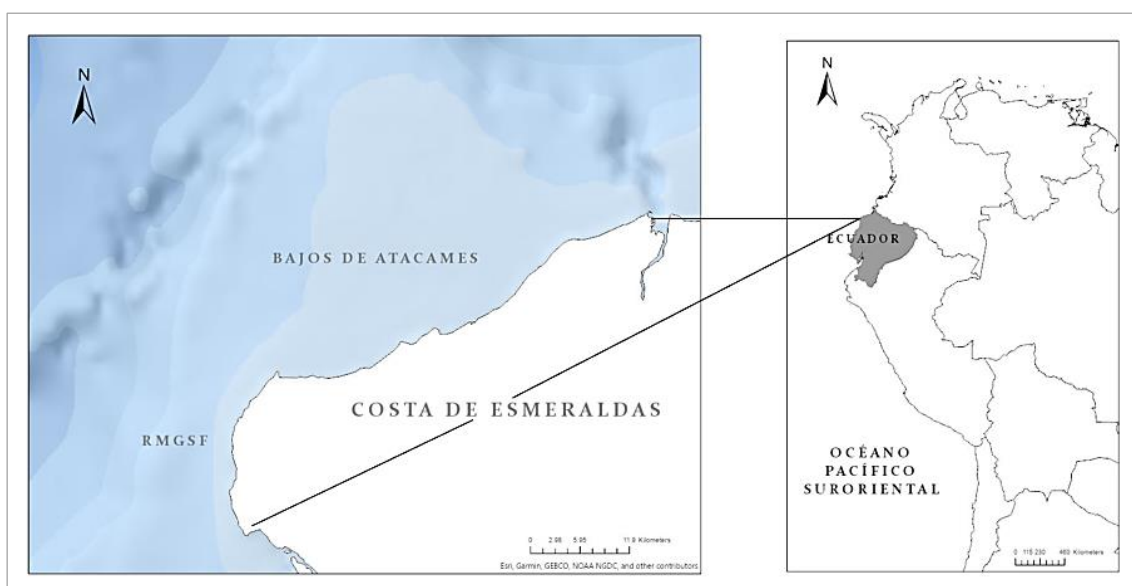 N
BAJOS DE ATACAMES
COSTA DE ESMERALDAS
RMGSF
0 2.98 5.95 11.9 Kilometers
Esri, Garmin, GEBCO, NOAA NGDC, and other contributors
N
ECUADOR
OCÉANO
PACÍFICO
SURORIENTAL
0 115 230 460 Kilometers